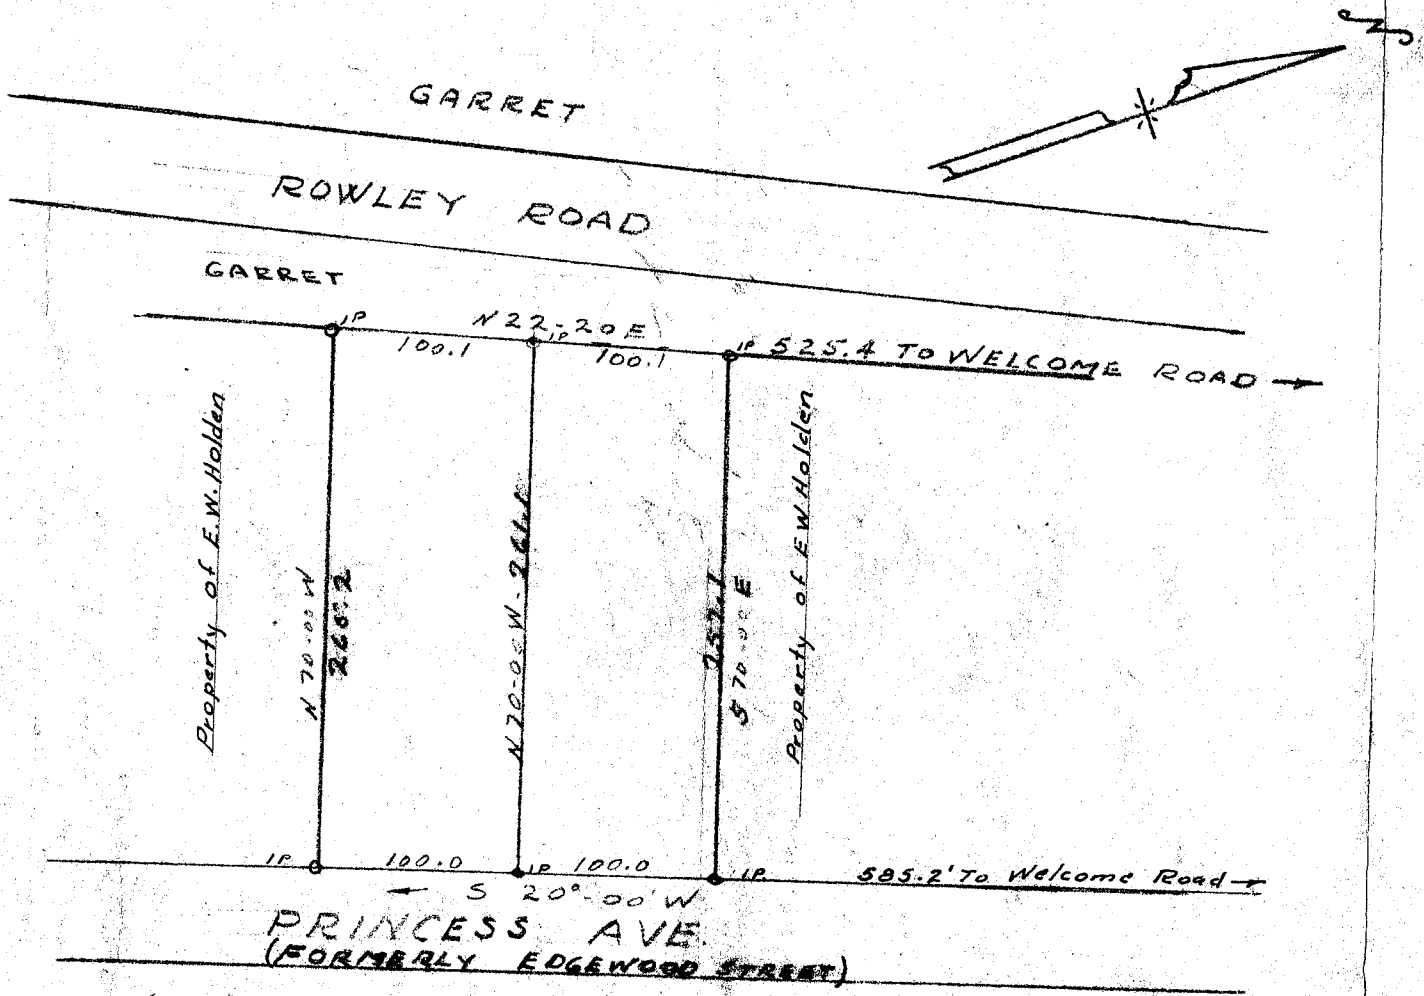 N
GARRET
ROWLEY ROAD
GARRET
IP
N 22-20 E
100.1
IP
100.1
IP
525.4 TO WELCOME ROAD
Property of E.W.Holden
N 70-00 W
266.2
N 70-00 W - 261.1
257.1
S 70-00 E
Property of E W Holden
IP
100.0
IP
100.0
IP.
585.2' To Welcome Road
S 20°-00' W
PRINCESS AVE.
(FORMERLY EDGEWOOD STREET)